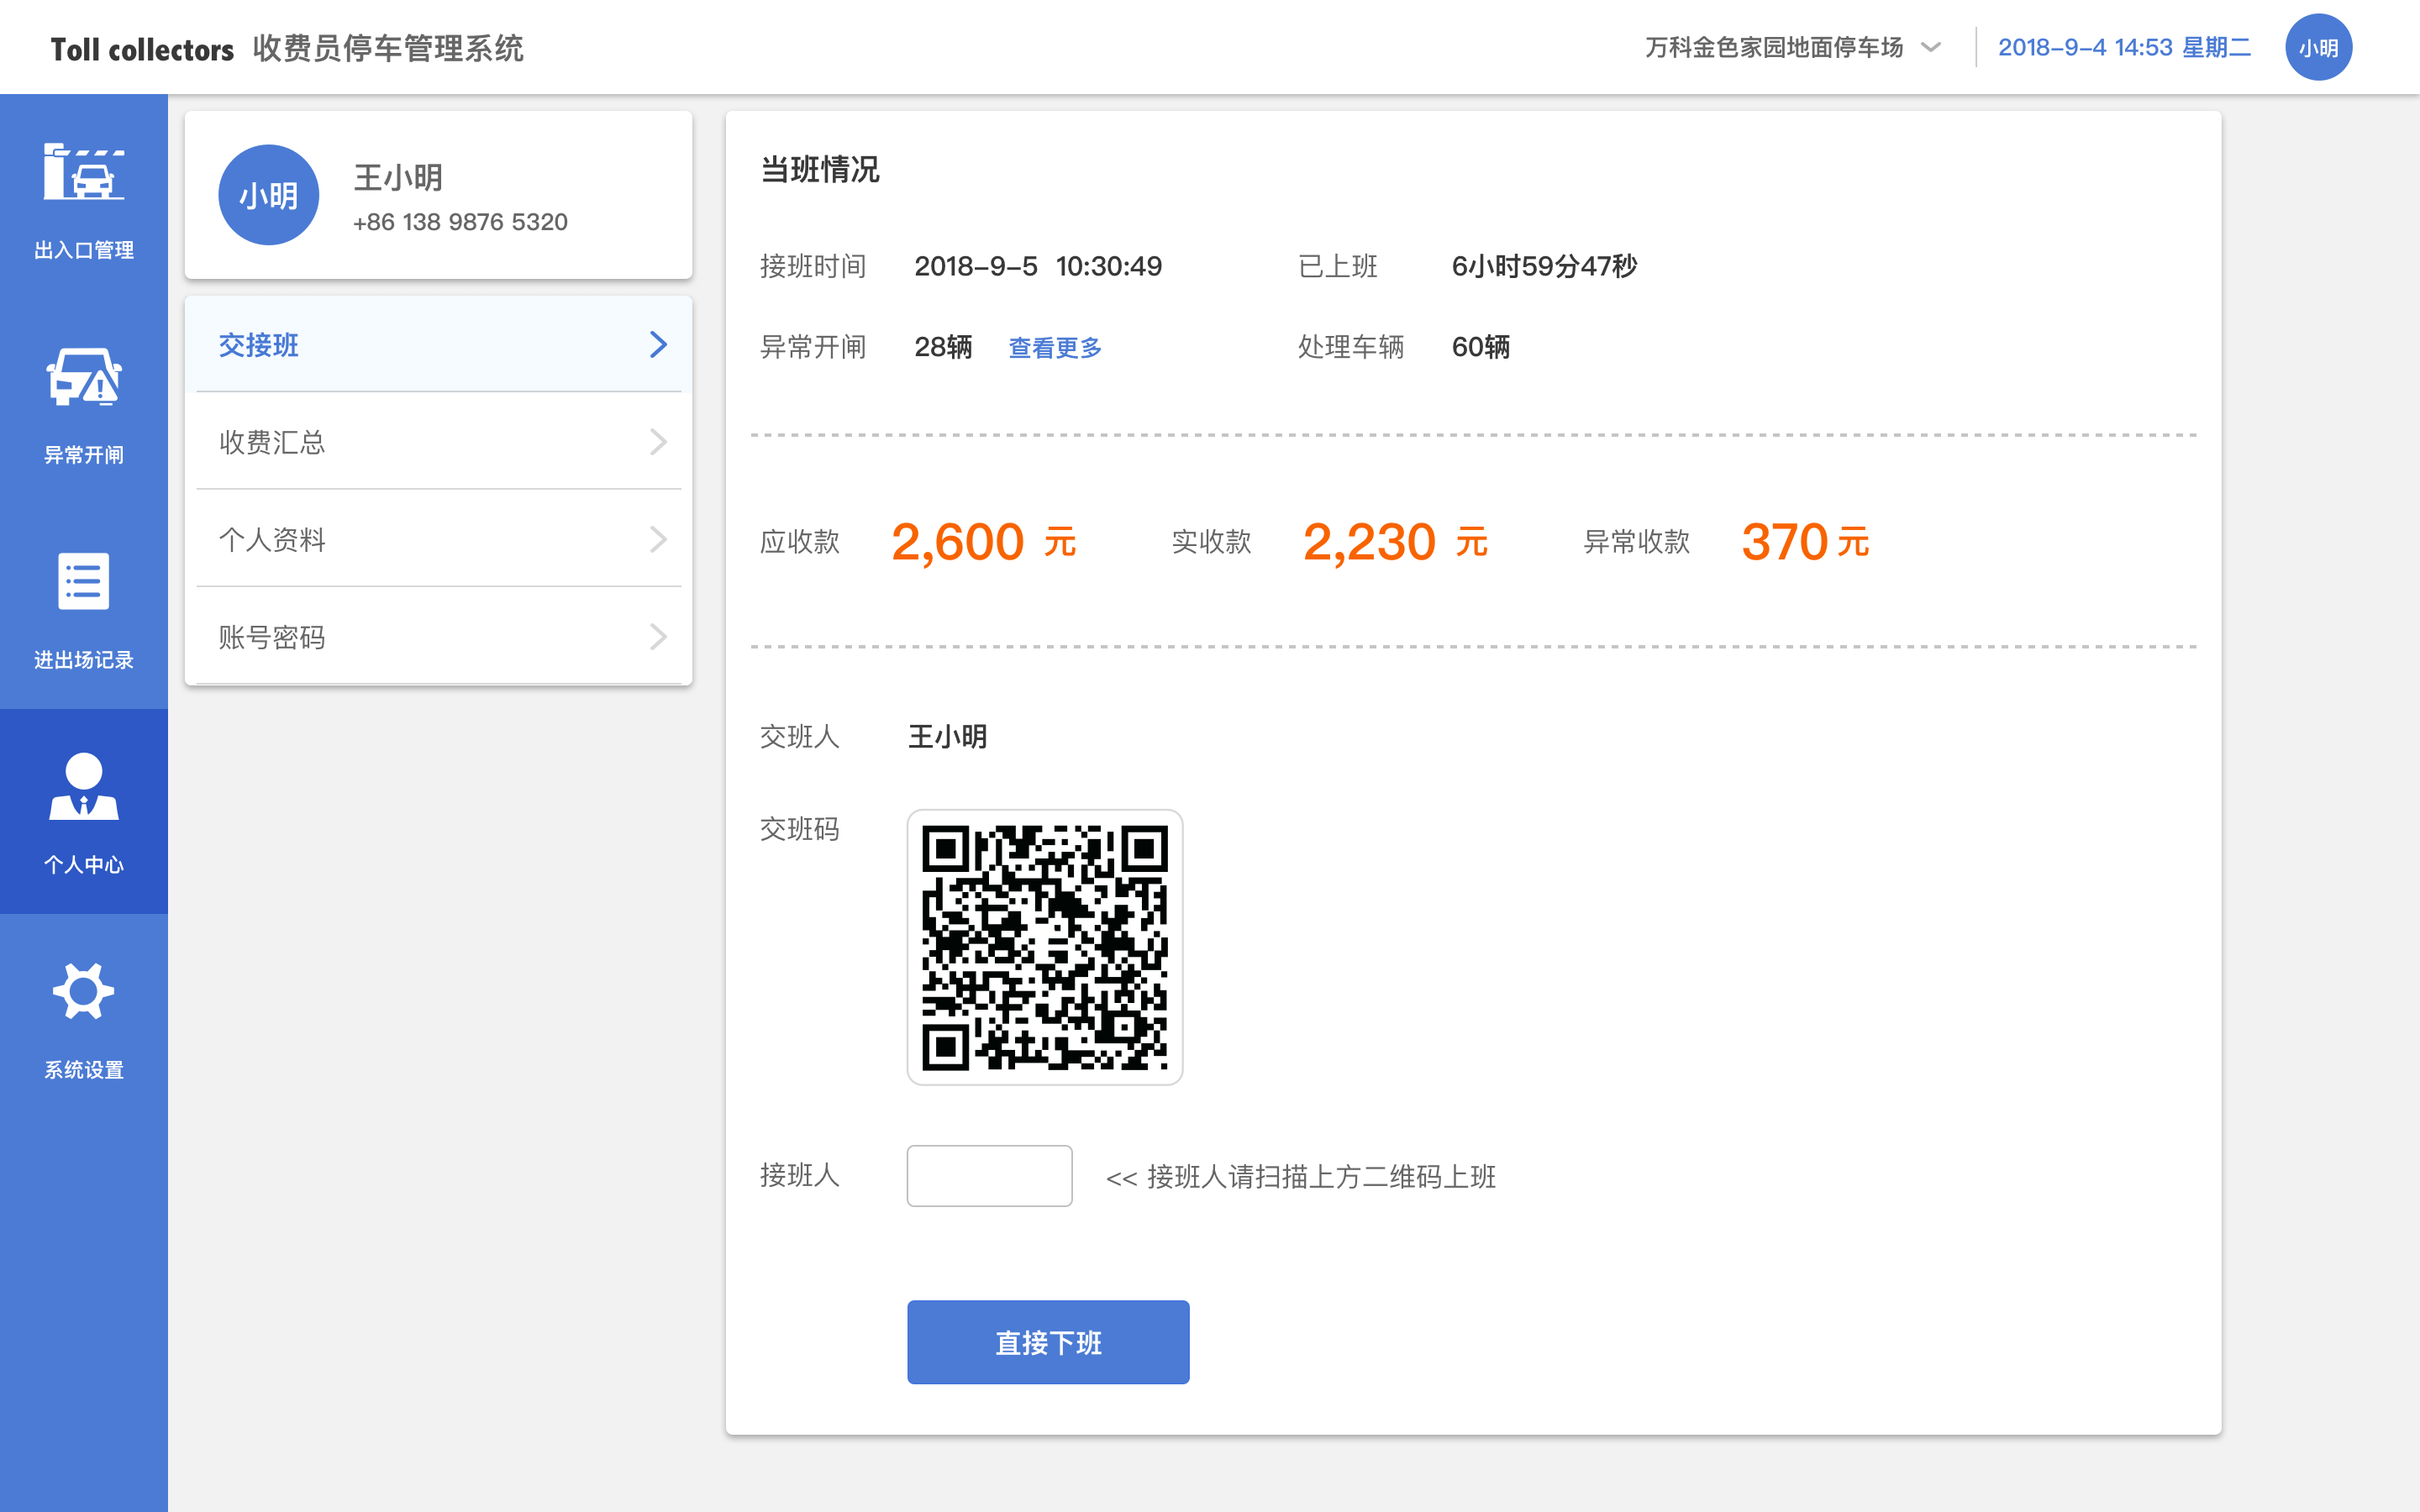 Toll collectors 收费员停车管理系统
万科金色家园地面停车场
2018-9-4 14:53 星期二
小明
出入口管理
异常开闸
进出场记录
个人中心
系统设置
小明
王小明
+86 138 9876 5320
交接班
收费汇总
个人资料
账号密码
当班情况
接班时间 2018-9-5 10:30:49 已上班 6小时59分47秒
异常开闸 28辆 查看更多 处理车辆 60辆
应收款 2,600 元 实收款 2,230 元 异常收款 370 元
交班人 王小明
交班码
接班人 << 接班人请扫描上方二维码上班
直接下班